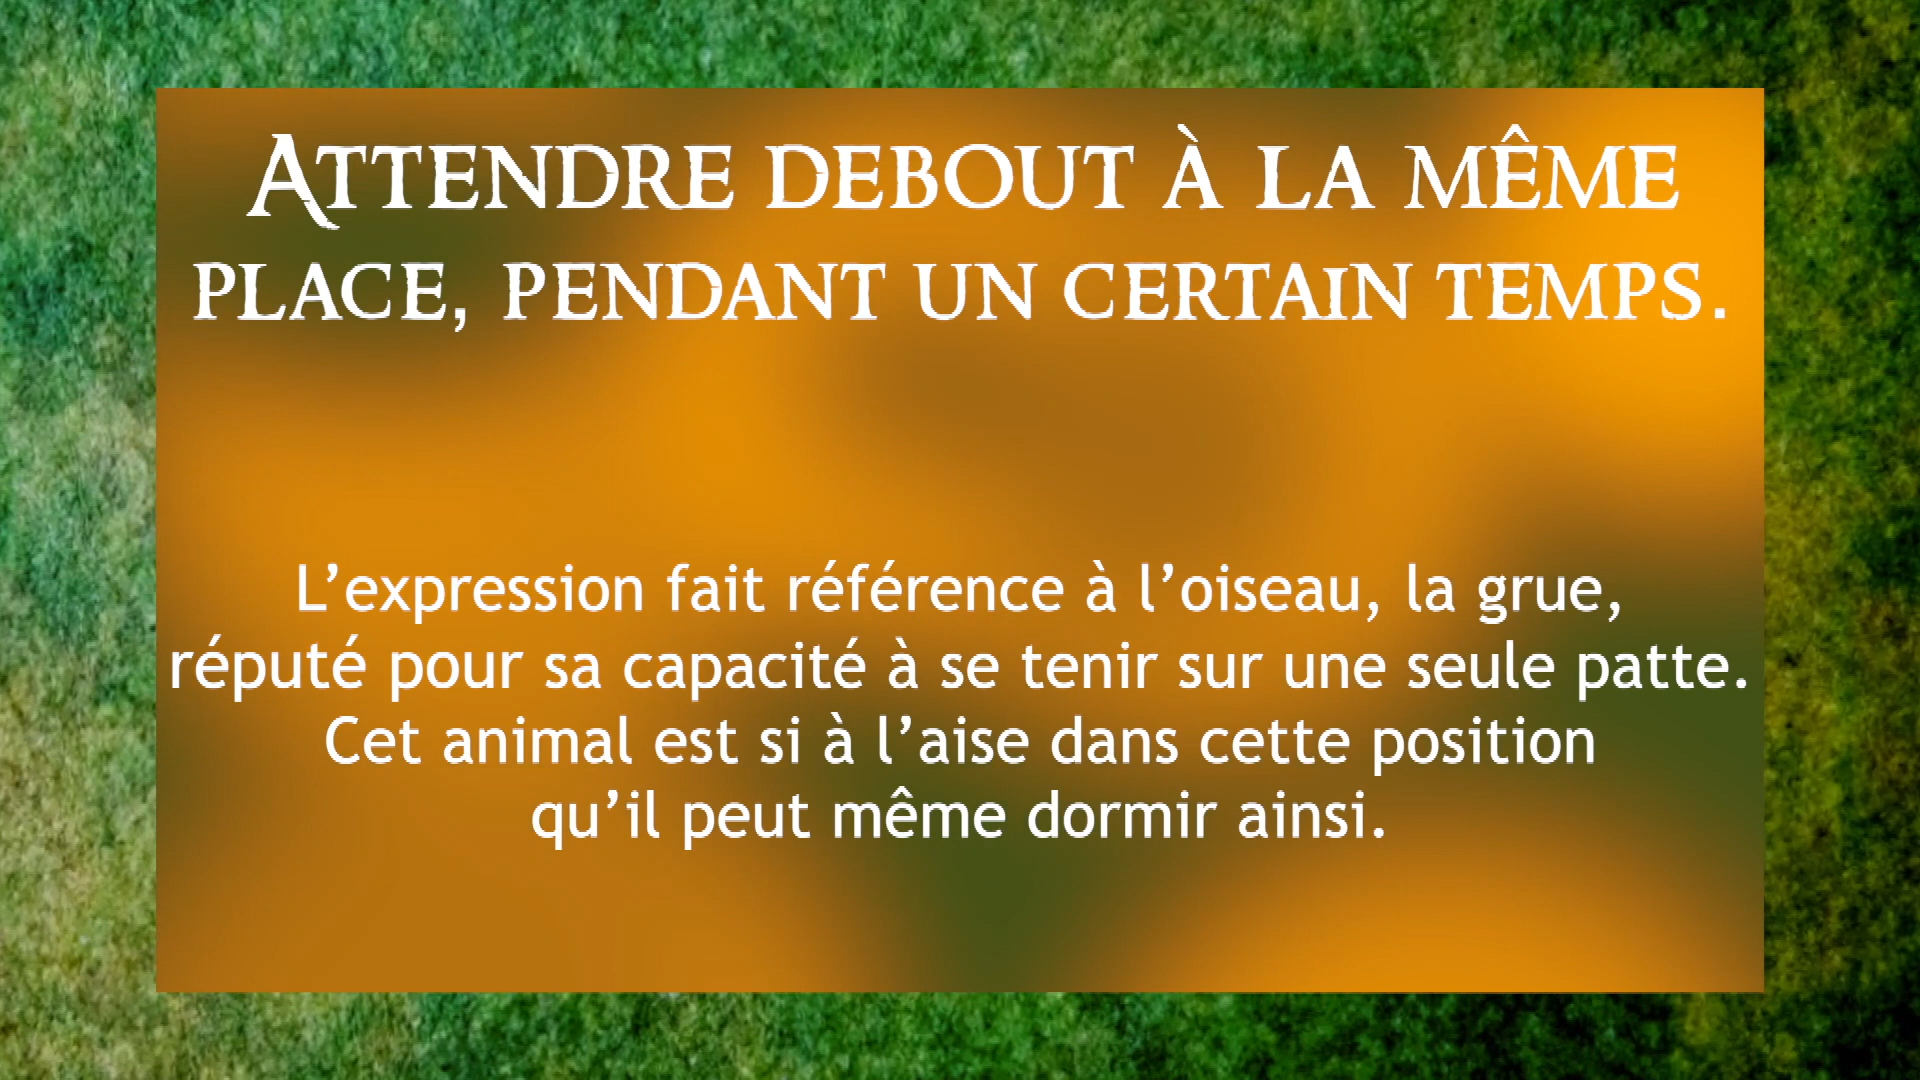 Attendre debout à la même
place, pendant un certain temps.
L’expression fait référence à l’oiseau, la grue,
réputé pour sa capacité à se tenir sur une seule patte.
Cet animal est si à l’aise dans cette position
qu’il peut même dormir ainsi.